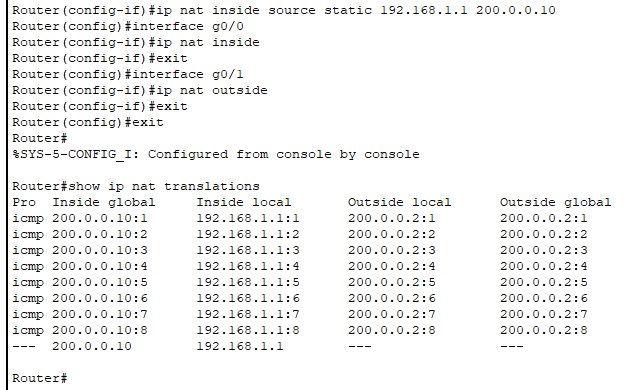 Router(config-if)#ip nat inside source static 192.168.1.1 200.0.0.10
Router(config)#interface g0/0
Router(config-if)#ip nat inside
Router(config-if)#exit
Router(config)#interface g0/1
Router(config-if)#ip nat outside
Router(config-if)#exit
Router(config)#exit
Router#
%SYS-5-CONFIG_I: Configured from console by console
Router#show ip nat translations
Pro  Inside global     Inside local       Outside local      Outside global
icmp 200.0.0.10:1      192.168.1.1:1      200.0.0.2:1        200.0.0.2:1
icmp 200.0.0.10:2      192.168.1.1:2      200.0.0.2:2        200.0.0.2:2
icmp 200.0.0.10:3      192.168.1.1:3      200.0.0.2:3        200.0.0.2:3
icmp 200.0.0.10:4      192.168.1.1:4      200.0.0.2:4        200.0.0.2:4
icmp 200.0.0.10:5      192.168.1.1:5      200.0.0.2:5        200.0.0.2:5
icmp 200.0.0.10:6      192.168.1.1:6      200.0.0.2:6        200.0.0.2:6
icmp 200.0.0.10:7      192.168.1.1:7      200.0.0.2:7        200.0.0.2:7
icmp 200.0.0.10:8      192.168.1.1:8      200.0.0.2:8        200.0.0.2:8
---  200.0.0.10        192.168.1.1        ---                ---
Router#